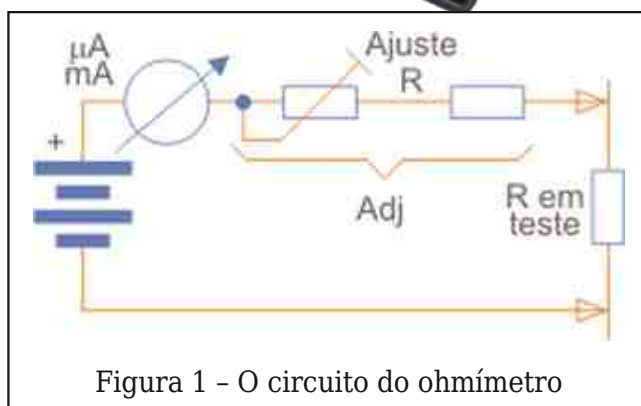 µA
mA
Ajuste
R
+
Adj
R em
teste
Figura 1 – O circuito do ohmímetro